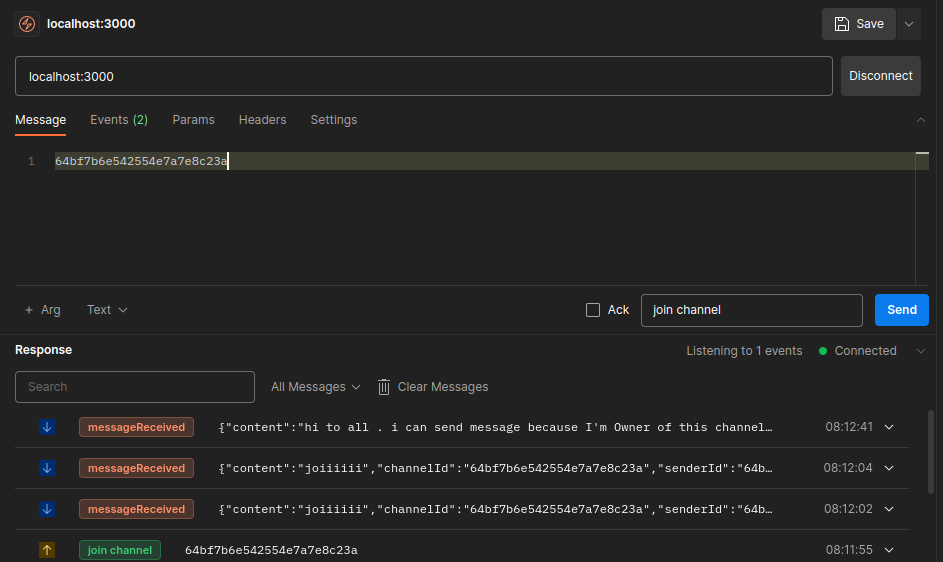 localhost:3000
Save
localhost:3000
Disconnect
Message Events (2) Params Headers Settings
1 64bf7b6e542554e7a7e8c23a
+ Arg Text Ack join channel Send
Response Listening to 1 events Connected
Search All Messages Clear Messages
messageReceived {"content":"hi to all . i can send message because I'm Owner of this channel… 08:12:41
messageReceived {"content":"joiiiiii","channelId":"64bf7b6e542554e7a7e8c23a","senderId":"64b… 08:12:04
messageReceived {"content":"joiiiiii","channelId":"64bf7b6e542554e7a7e8c23a","senderId":"64b… 08:12:02
join channel 64bf7b6e542554e7a7e8c23a 08:11:55